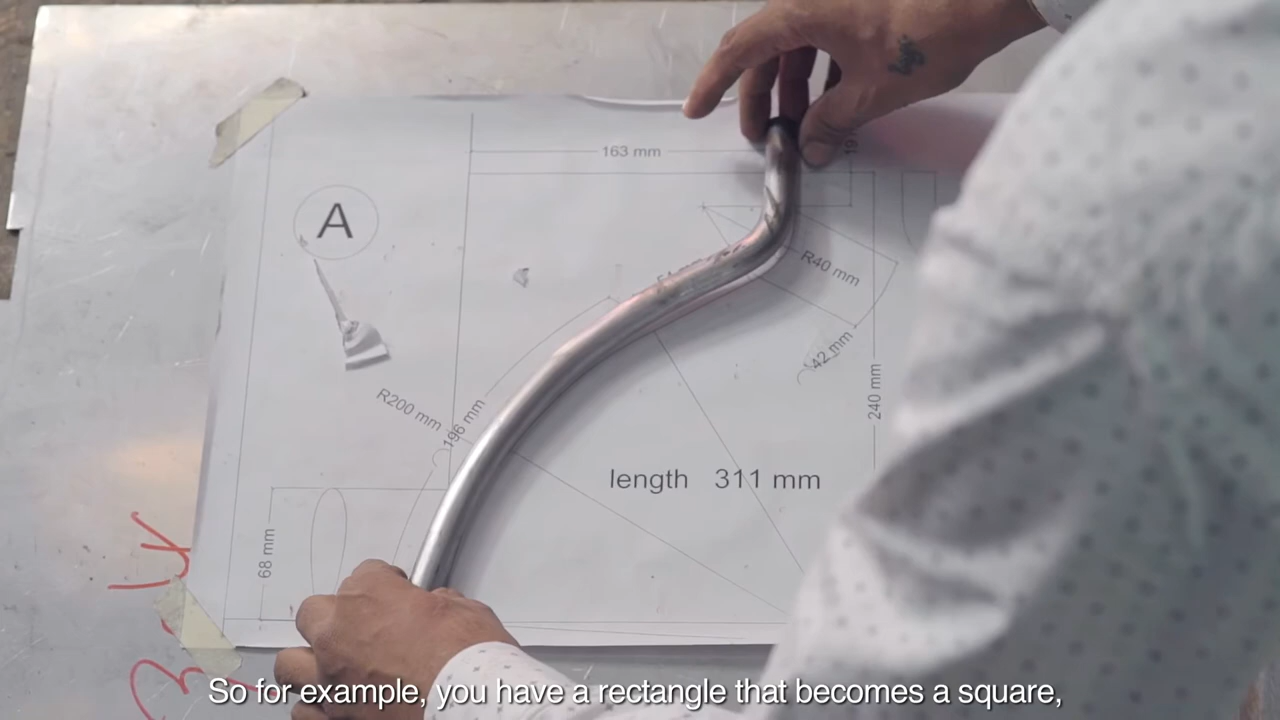 163 mm
19
A
R40 mm
42 mm
R200 mm
196 mm
240 mm
length 311 mm
68 mm
So for example, you have a rectangle that becomes a square,